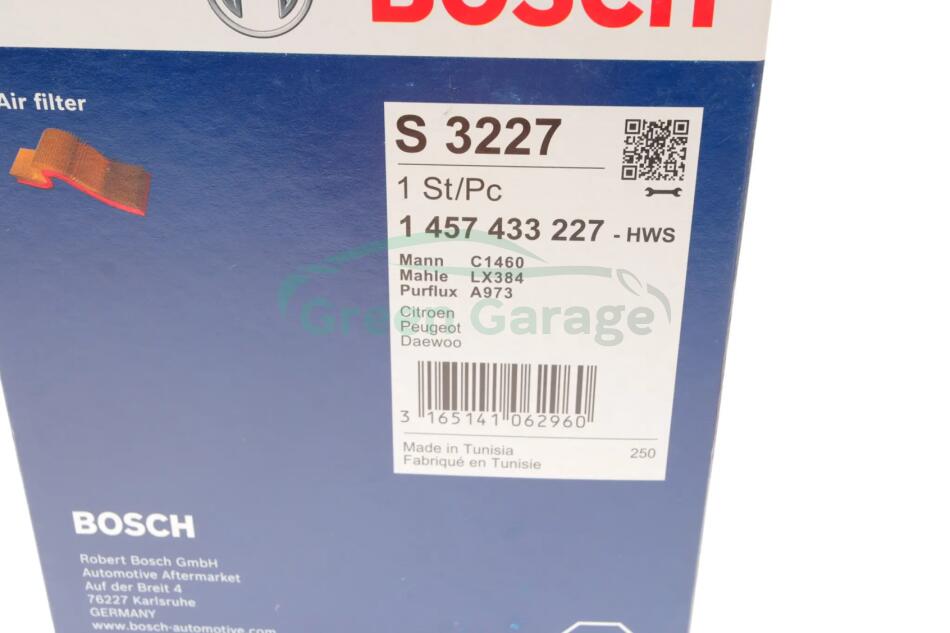 BOSCH
Air filter
S 3227
1 St/Pc
1 457 433 227 - HWS
Mann C1460
Mahle LX384
Purflux A973
Citroen
Peugeot
Daewoo
Green Garage
3 165141 062960
Made in Tunisia 250
Fabriqué en Tunisie
BOSCH
Robert Bosch GmbH
Automotive Aftermarket
Auf der Breit 4
76227 Karlsruhe
GERMANY
www.bosch-automotive.com